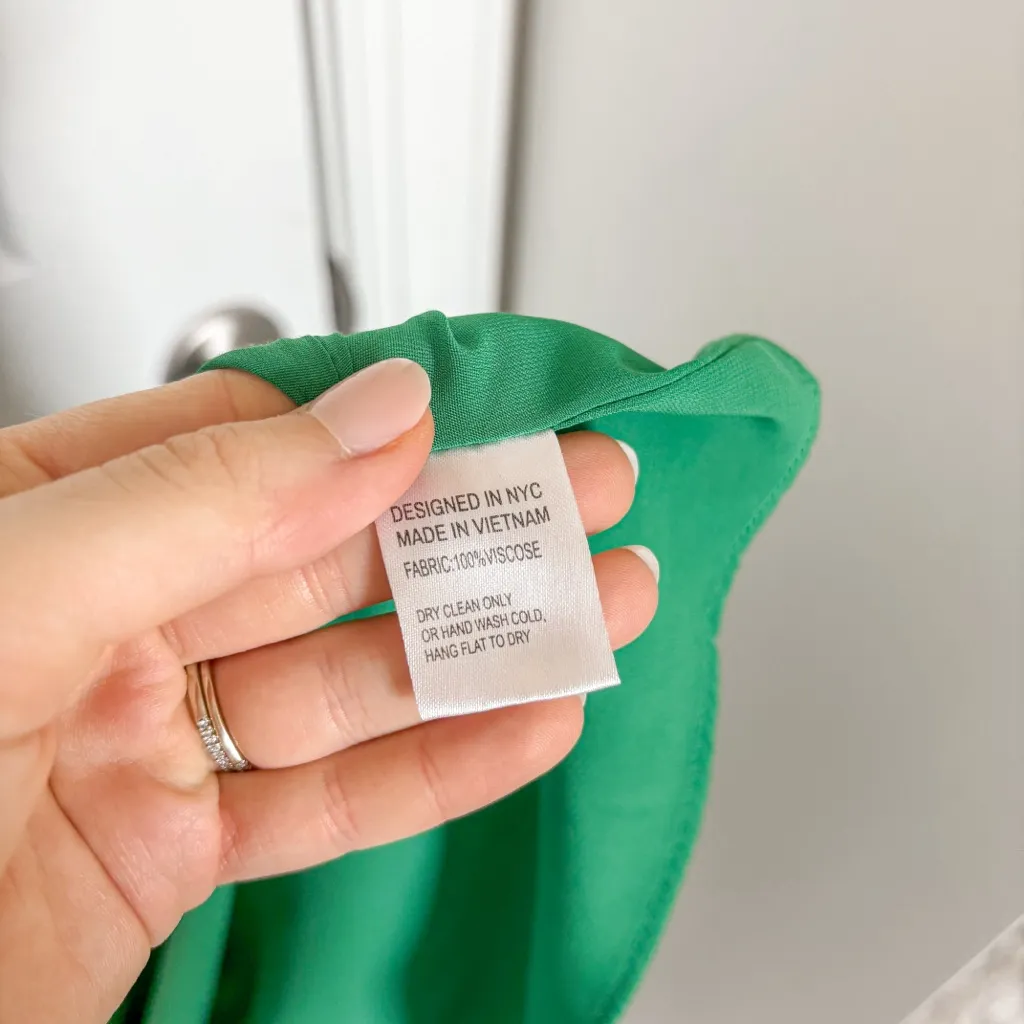 DESIGNED IN NYC
MADE IN VIETNAM
FABRIC:100%VISCOSE
DRY CLEAN ONLY
OR HAND WASH COLD,
HANG FLAT TO DRY